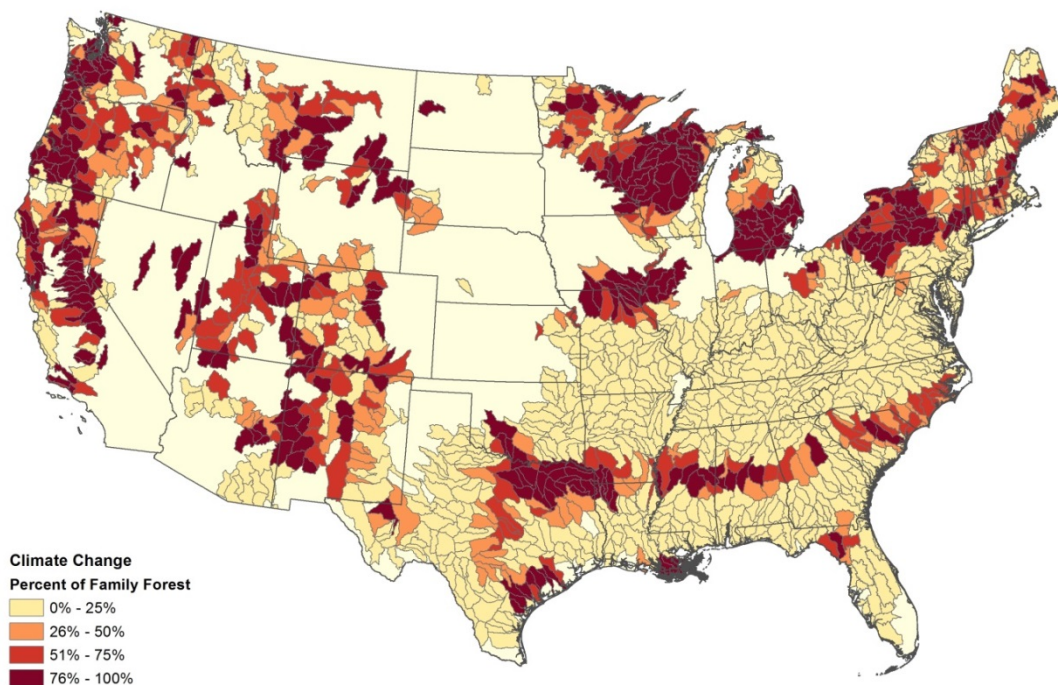 Climate Change
Percent of Family Forest
0% - 25%
26% - 50%
51% - 75%
76% - 100%